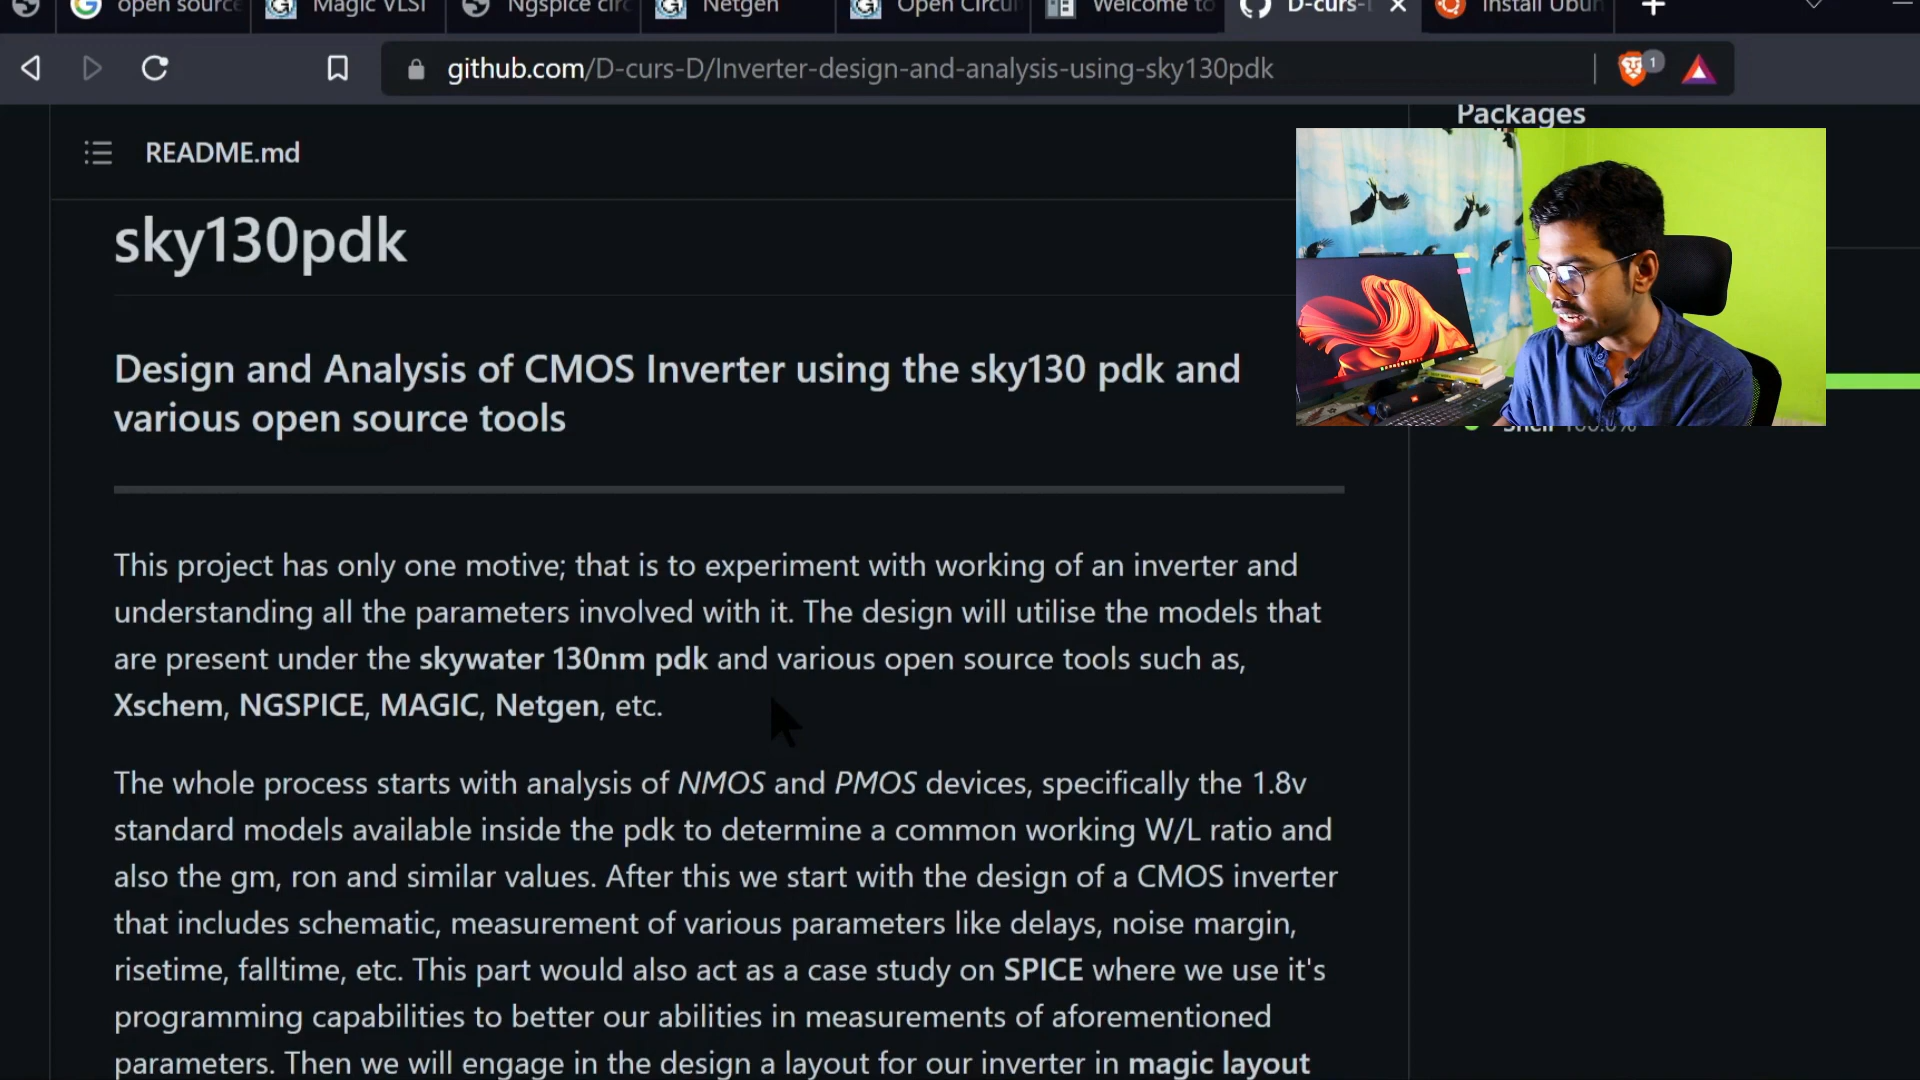 open source
Magic VLSI
Ngspice circ
Netgen
Open Circui
Welcome to
D-curs-
Install Ubun
github.com/D-curs-D/Inverter-design-and-analysis-using-sky130pdk
1
Packages
README.md
sky130pdk
Design and Analysis of CMOS Inverter using the sky130 pdk and
various open source tools
Shell 100.0%
This project has only one motive; that is to experiment with working of an inverter and
understanding all the parameters involved with it. The design will utilise the models that
are present under the skywater 130nm pdk and various open source tools such as,
Xschem, NGSPICE, MAGIC, Netgen, etc.
The whole process starts with analysis of NMOS and PMOS devices, specifically the 1.8v
standard models available inside the pdk to determine a common working W/L ratio and
also the gm, ron and similar values. After this we start with the design of a CMOS inverter
that includes schematic, measurement of various parameters like delays, noise margin,
risetime, falltime, etc. This part would also act as a case study on SPICE where we use it's
programming capabilities to better our abilities in measurements of aforementioned
parameters. Then we will engage in the design a layout for our inverter in magic layout